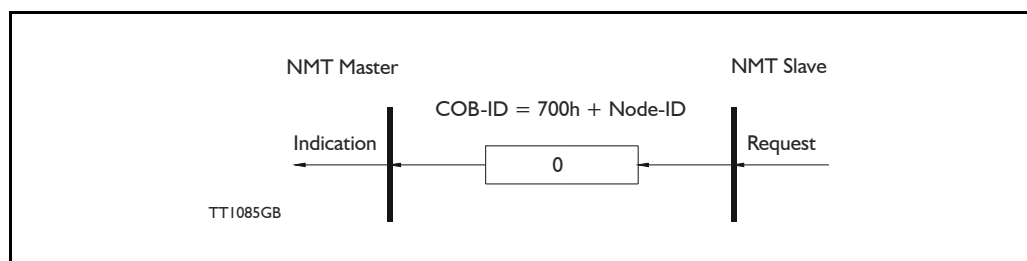 NMT Master
NMT Slave
COB-ID = 700h + Node-ID
Indication
0
Request
TT1085GB